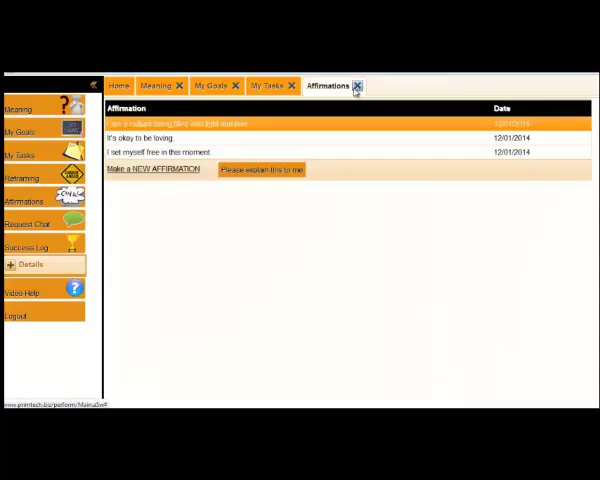 Home
Meaning
My Goals
My Tasks
Affirmations
Meaning
My Goals
My Tasks
Reframing
Affirmations
Request Chat
Success Log
Details
Video Help
Logout
Affirmation Date
I am a radiant being filled with light and love. 12/01/2014
It's okay to be loving. 12/01/2014
I set myself free in this moment. 12/01/2014
Make a NEW AFFIRMATION Please explain this to me